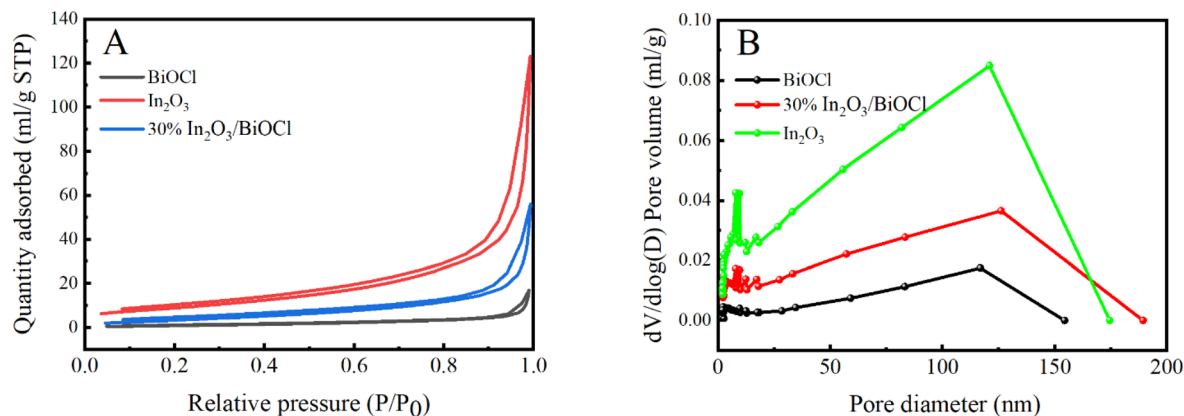 A
BiOCl
In₂O₃
30% In₂O₃/BiOCl
Quantity adsorbed (ml/g STP)
140
120
100
80
60
40
20
0
0.0 0.2 0.4 0.6 0.8 1.0
Relative pressure (P/P₀)
B
BiOCl
30% In₂O₃/BiOCl
In₂O₃
dV/dlog(D) Pore volume (ml/g)
0.10
0.08
0.06
0.04
0.02
0.00
0 50 100 150 200
Pore diameter (nm)